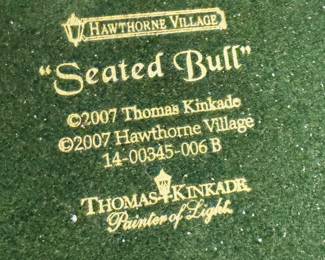 HAWTHORNE VILLAGE
"Seated Bull"
©2007 Thomas Kinkade
©2007 Hawthorne Village
14-00345-006 B
THOMAS KINKADE
Painter of Light